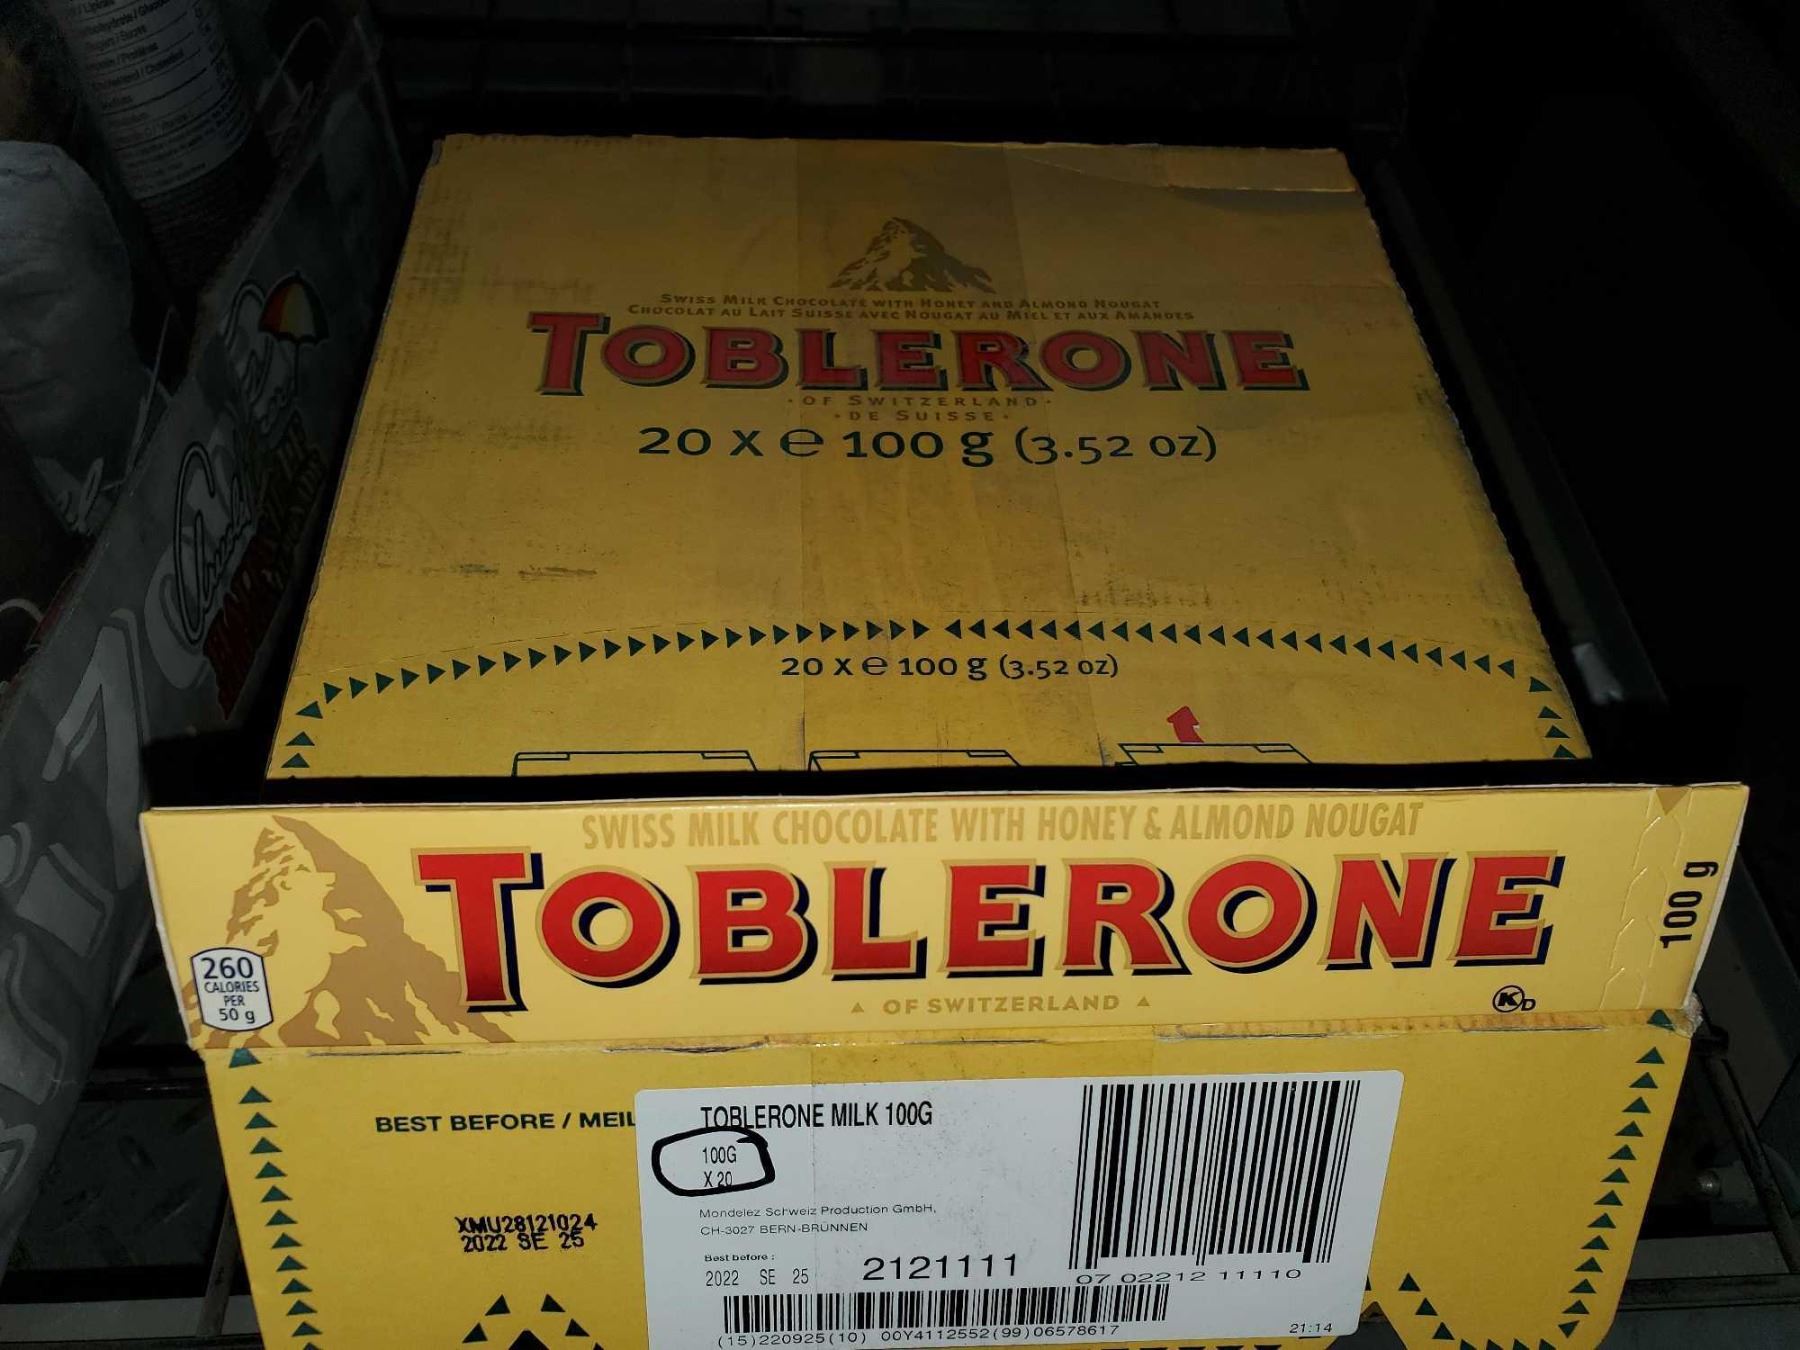 SWISS MILK CHOCOLATE WITH HONEY AND ALMOND NOUGAT
CHOCOLAT AU LAIT SUISSE AVEC NOUGAT AU MIEL ET AUX AMANDES
TOBLERONE
• OF SWITZERLAND •
• DE SUISSE •
20 x e 100 g (3.52 oz)
20 x e 100 g (3.52 oz)
SWISS MILK CHOCOLATE WITH HONEY & ALMOND NOUGAT
TOBLERONE
100 g
260
CALORIES
PER
50 g
▲ OF SWITZERLAND ▲
K D
BEST BEFORE / MEIL
XMU28121024
2022 SE 25
TOBLERONE MILK 100G
100G
X 20
Mondelez Schweiz Production GmbH,
CH-3027 BERN-BRÜNNEN
Best before :
2022 SE 25
2121111
07 02212 11110
(15)220925(10) 00Y4112552(99)06578617
21:14